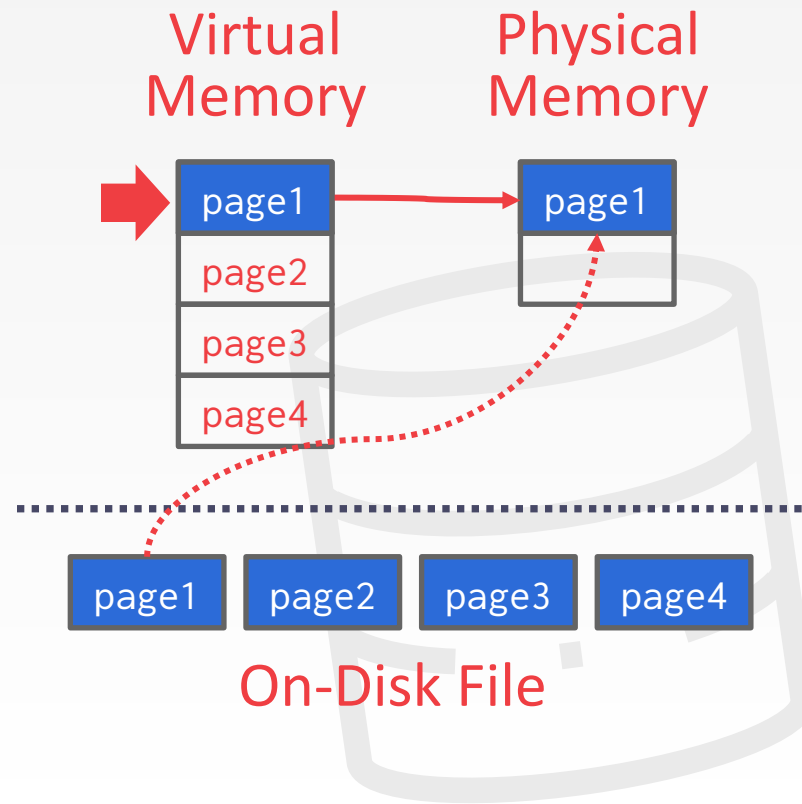 Virtual
Memory
Physical
Memory
page1
page2
page3
page4
page1
page1
page2
page3
page4
On-Disk File